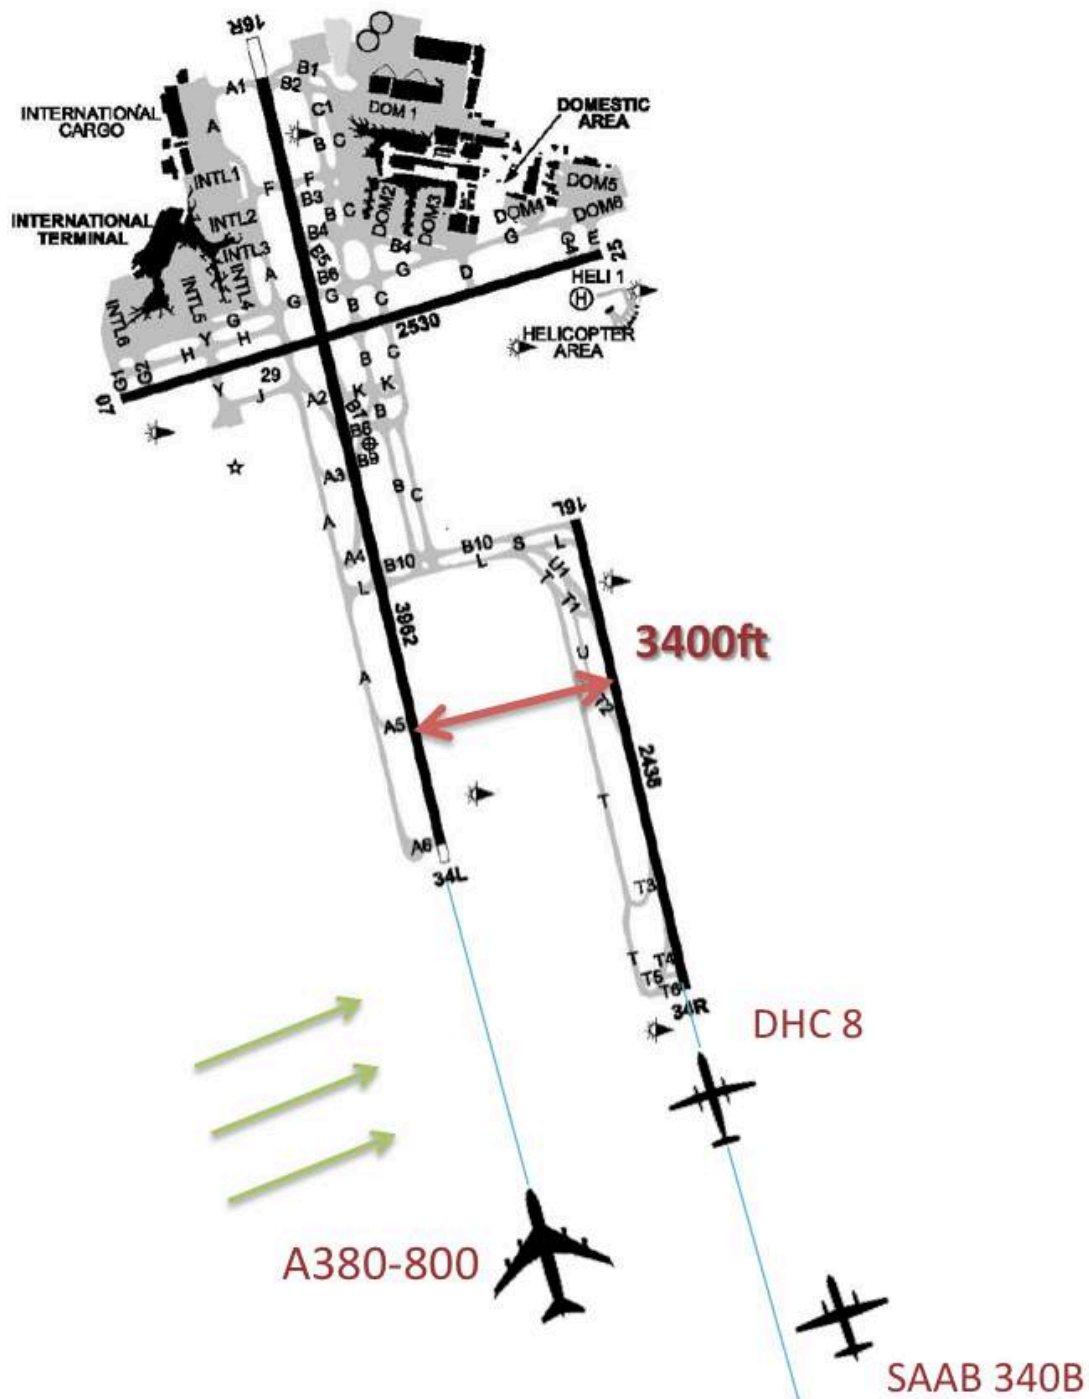 16R
A1
B2
B1
INTERNATIONAL
CARGO
A
C1
DOM 1
B
C
DOMESTIC
AREA
INTL1
F
F
B3
DOM2
DOM3
DOM5
INTERNATIONAL
TERMINAL
INTL2
B
C
DOM4
DOM6
B4
B4
G
G4
E
INTL3
B5
A
B6
G
D
25
INTL4
INTL5
INTL6
G
G
B
C
HELI 1
H
2530
HELICOPTER
AREA
G
Y
H
H
B
C
G1
G2
07
29
Y
J
A2
K
K
B7
B
B8
B9
A3
A
B
C
16L
A4
B10
B10
S
L
L
L
U1
T
T1
3962
3400ft
U
A
A5
T2
2438
T
A6
34L
T3
T
T4
T5
T6
34R
DHC 8
A380-800
SAAB 340B